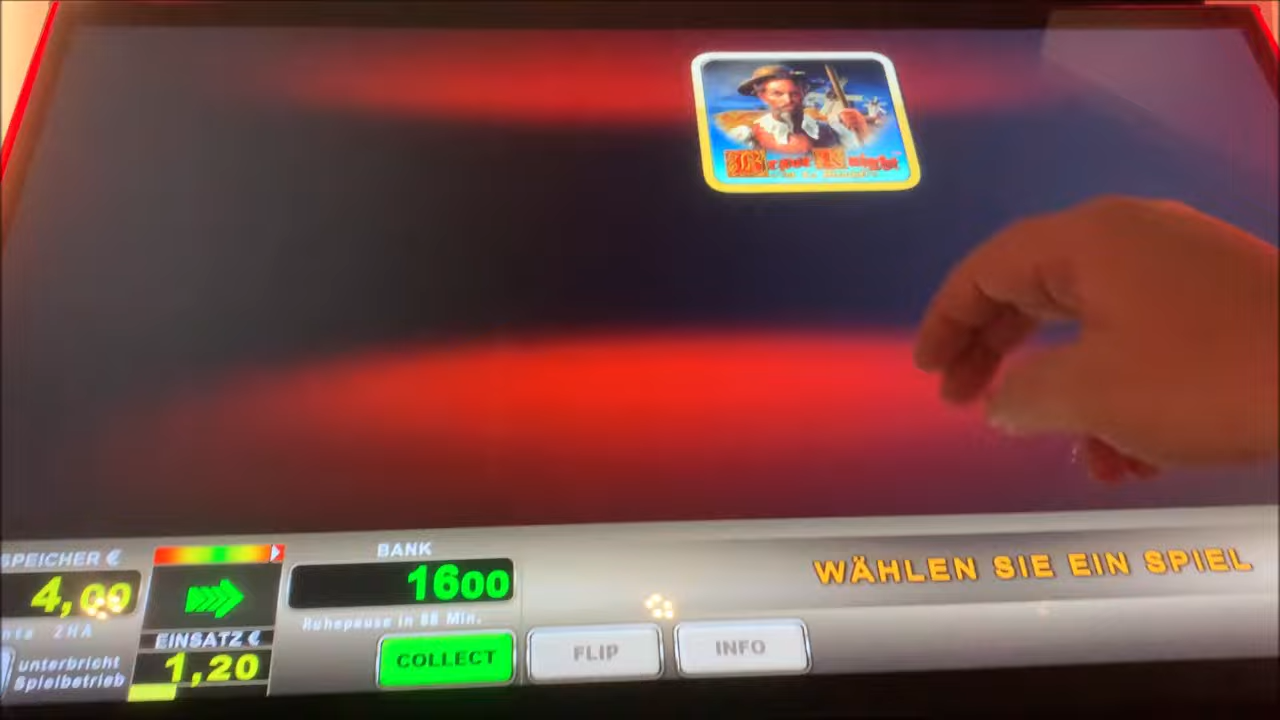 SPEICHER €
4,00
unterbricht
Spielbetrieb
EINSATZ €
1,20
BANK
1600
Ruhepause in 88 Min.
COLLECT
FLIP
INFO
WÄHLEN SIE EIN SPIEL